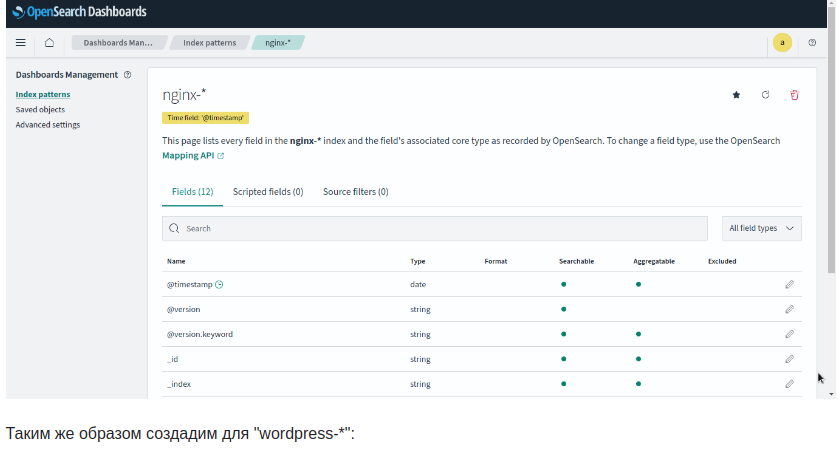 OpenSearch Dashboards
Dashboards Man... Index patterns nginx-* a
Dashboards Management
Index patterns
Saved objects
Advanced settings
nginx-*
Time field: '@timestamp'
This page lists every field in the nginx-* index and the field's associated core type as recorded by OpenSearch. To change a field type, use the OpenSearch
Mapping API
Fields (12) Scripted fields (0) Source filters (0)
Search All field types
Name Type Format Searchable Aggregatable Excluded
@timestamp date
@version string
@version.keyword string
_id string
_index string
Таким же образом создадим для "wordpress-*":